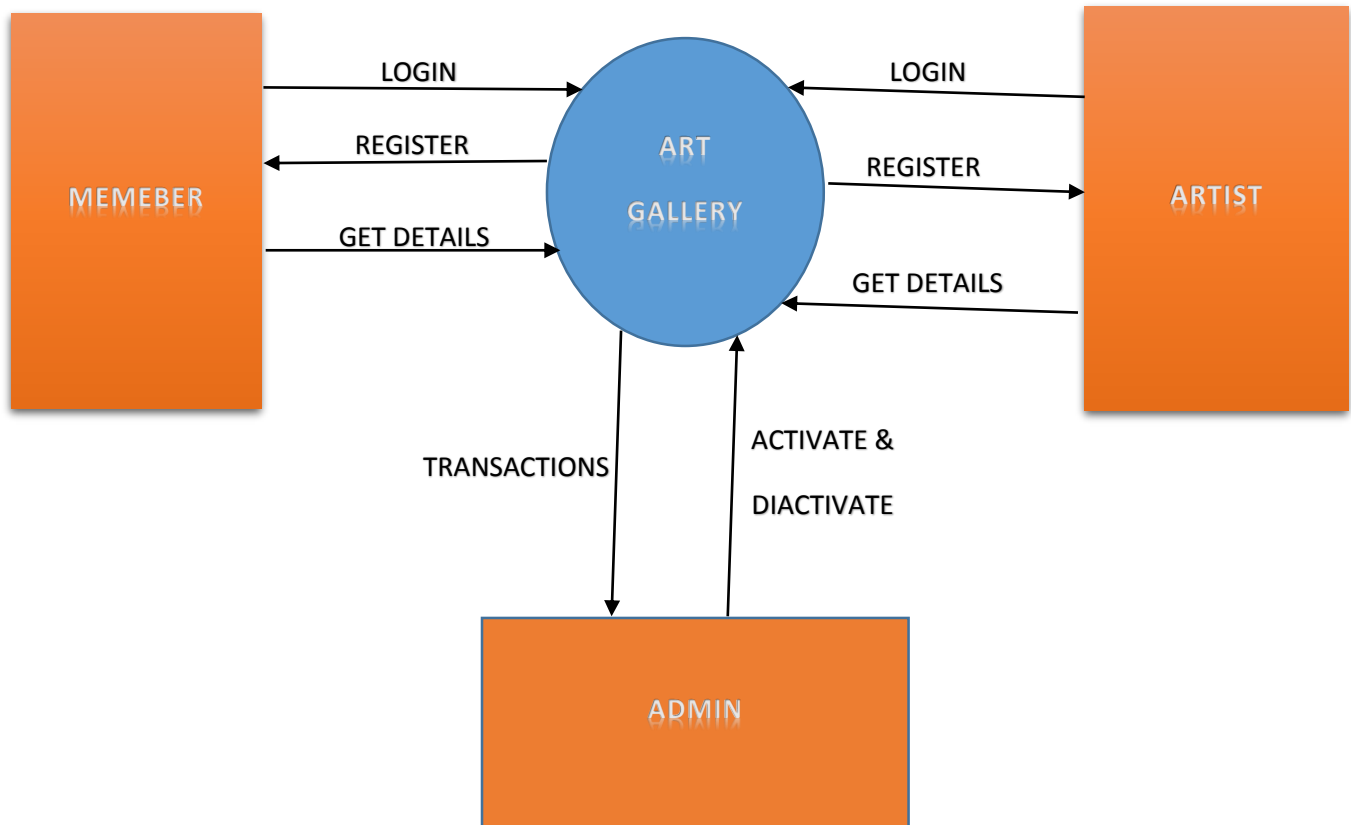 LOGIN
LOGIN
REGISTER
ART
REGISTER
MEMEBER
GALLERY
ARTIST
GET DETAILS
GET DETAILS
TRANSACTIONS
ACTIVATE &
DIACTIVATE
ADMIN